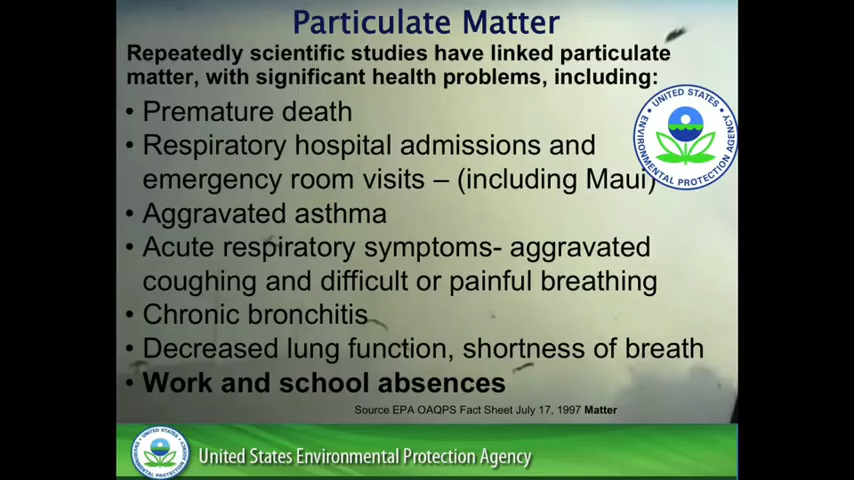 Particulate Matter
Repeatedly scientific studies have linked particulate
matter, with significant health problems, including:
• Premature death
• Respiratory hospital admissions and
emergency room visits – (including Maui)
• Aggravated asthma
• Acute respiratory symptoms- aggravated
coughing and difficult or painful breathing
• Chronic bronchitis
• Decreased lung function, shortness of breath
• Work and school absences
Source EPA OAQPS Fact Sheet July 17, 1997 Matter
UNITED STATES
ENVIRONMENTAL PROTECTION AGENCY
United States Environmental Protection Agency